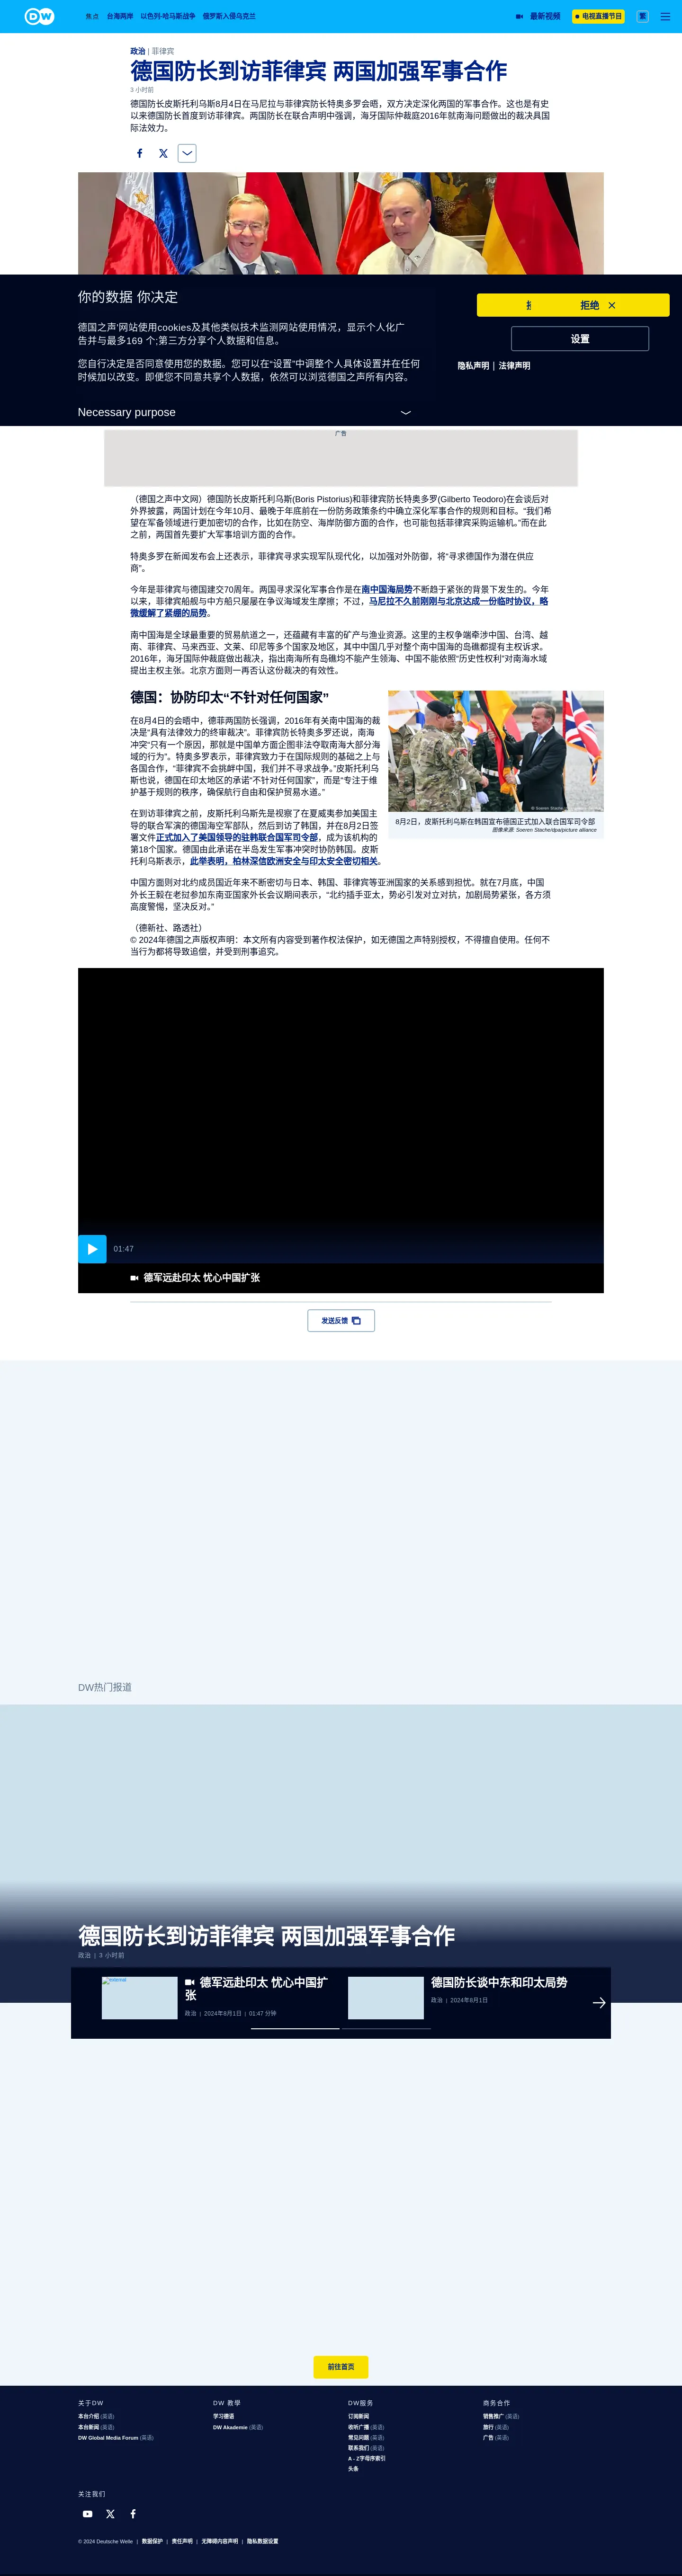 DW
焦点 台海两岸 以色列-哈马斯战争 俄罗斯入侵乌克兰
最新视频 电视直播节目 繁
政治 | 菲律宾
德国防长到访菲律宾 两国加强军事合作
3 小时前
德国防长皮斯托利乌斯8月4日在马尼拉与菲律宾防长特奥多罗会晤，双方决定深化两国的军事合作。这也是有史
以来德国防长首度到访菲律宾。两国防长在联合声明中强调，海牙国际仲裁庭2016年就南海问题做出的裁决具国
际法效力。
你的数据 你决定
德国之声'网站使用cookies及其他类似技术监测网站使用情况，显示个人化广
告并与最多169 个;第三方分享个人数据和信息。
您自行决定是否同意使用您的数据。您可以在“设置”中调整个人具体设置并在任何
时候加以改变。即便您不同意共享个人数据，依然可以浏览德国之声所有内容。
Necessary purpose
拒绝
设置
隐私声明 | 法律声明
广告
（德国之声中文网）德国防长皮斯托利乌斯(Boris Pistorius)和菲律宾防长特奥多罗(Gilberto Teodoro)在会谈后对
外界披露，两国计划在今年10月、最晚于年底前在一份防务政策条约中确立深化军事合作的规则和目标。“我们希
望在军备领域进行更加密切的合作，比如在防空、海岸防御方面的合作，也可能包括菲律宾采购运输机。”而在此
之前，两国首先要扩大军事培训方面的合作。
特奥多罗在新闻发布会上还表示，菲律宾寻求实现军队现代化，以加强对外防御，将“寻求德国作为潜在供应
商”。
今年是菲律宾与德国建交70周年。两国寻求深化军事合作是在南中国海局势不断趋于紧张的背景下发生的。今年
以来，菲律宾船舰与中方船只屡屡在争议海域发生摩擦；不过，马尼拉不久前刚刚与北京达成一份临时协议，略
微缓解了紧绷的局势。
南中国海是全球最重要的贸易航道之一，还蕴藏有丰富的矿产与渔业资源。这里的主权争端牵涉中国、台湾、越
南、菲律宾、马来西亚、文莱、印尼等多个国家及地区，其中中国几乎对整个南中国海的岛礁都提有主权诉求。
2016年，海牙国际仲裁庭做出裁决，指出南海所有岛礁均不能产生领海、中国不能依照“历史性权利”对南海水域
提出主权主张。北京方面则一再否认这份裁决的有效性。
德国：协防印太“不针对任何国家”
在8月4日的会晤中，德菲两国防长强调，2016年有关南中国海的裁
决是“具有法律效力的终审裁决”。菲律宾防长特奥多罗还说，南海
冲突“只有一个原因，那就是中国单方面企图非法夺取南海大部分海
域的行为”。特奥多罗表示，菲律宾致力于在国际规则的基础之上与
各国合作，“菲律宾不会挑衅中国，我们并不寻求战争。”皮斯托利乌
斯也说，德国在印太地区的承诺“不针对任何国家”，而是“专注于维
护基于规则的秩序，确保航行自由和保护贸易水道。”
© Soeren Stache/d
8月2日，皮斯托利乌斯在韩国宣布德国正式加入联合国军司令部
图像来源: Soeren Stache/dpa/picture alliance
在到访菲律宾之前，皮斯托利乌斯先是视察了在夏威夷参加美国主
导的联合军演的德国海空军部队，然后到访了韩国，并在8月2日签
署文件正式加入了美国领导的驻韩联合国军司令部，成为该机构的
第18个国家。德国由此承诺在半岛发生军事冲突时协防韩国。皮斯
托利乌斯表示，此举表明，柏林深信欧洲安全与印太安全密切相关。
中国方面则对北约成员国近年来不断密切与日本、韩国、菲律宾等亚洲国家的关系感到担忧。就在7月底，中国
外长王毅在老挝参加东南亚国家外长会议期间表示，“北约插手亚太，势必引发对立对抗，加剧局势紧张，各方须
高度警惕，坚决反对。”
（德新社、路透社）
© 2024年德国之声版权声明：本文所有内容受到著作权法保护，如无德国之声特别授权，不得擅自使用。任何不
当行为都将导致追偿，并受到刑事追究。
01:47
德军远赴印太 忧心中国扩张
发送反馈
DW热门报道
德国防长到访菲律宾 两国加强军事合作
政治 | 3 小时前
德军远赴印太 忧心中国扩
张
政治 | 2024年8月1日 | 01:47 分钟
德国防长谈中东和印太局势
政治 | 2024年8月1日
前往首页
关于DW
本台介绍 (英语)
本台新闻 (英语)
DW Global Media Forum (英语)
DW 教學
学习德语
DW Akademie (英语)
DW服务
订阅新闻
收听广播 (英语)
常见问题 (英语)
联系我们 (英语)
A - Z字母序索引
头条
商务合作
销售推广 (英语)
旅行 (英语)
广告 (英语)
关注我们
© 2024 Deutsche Welle | 数据保护 | 责任声明 | 无障碍内容声明 | 隐私数据设置